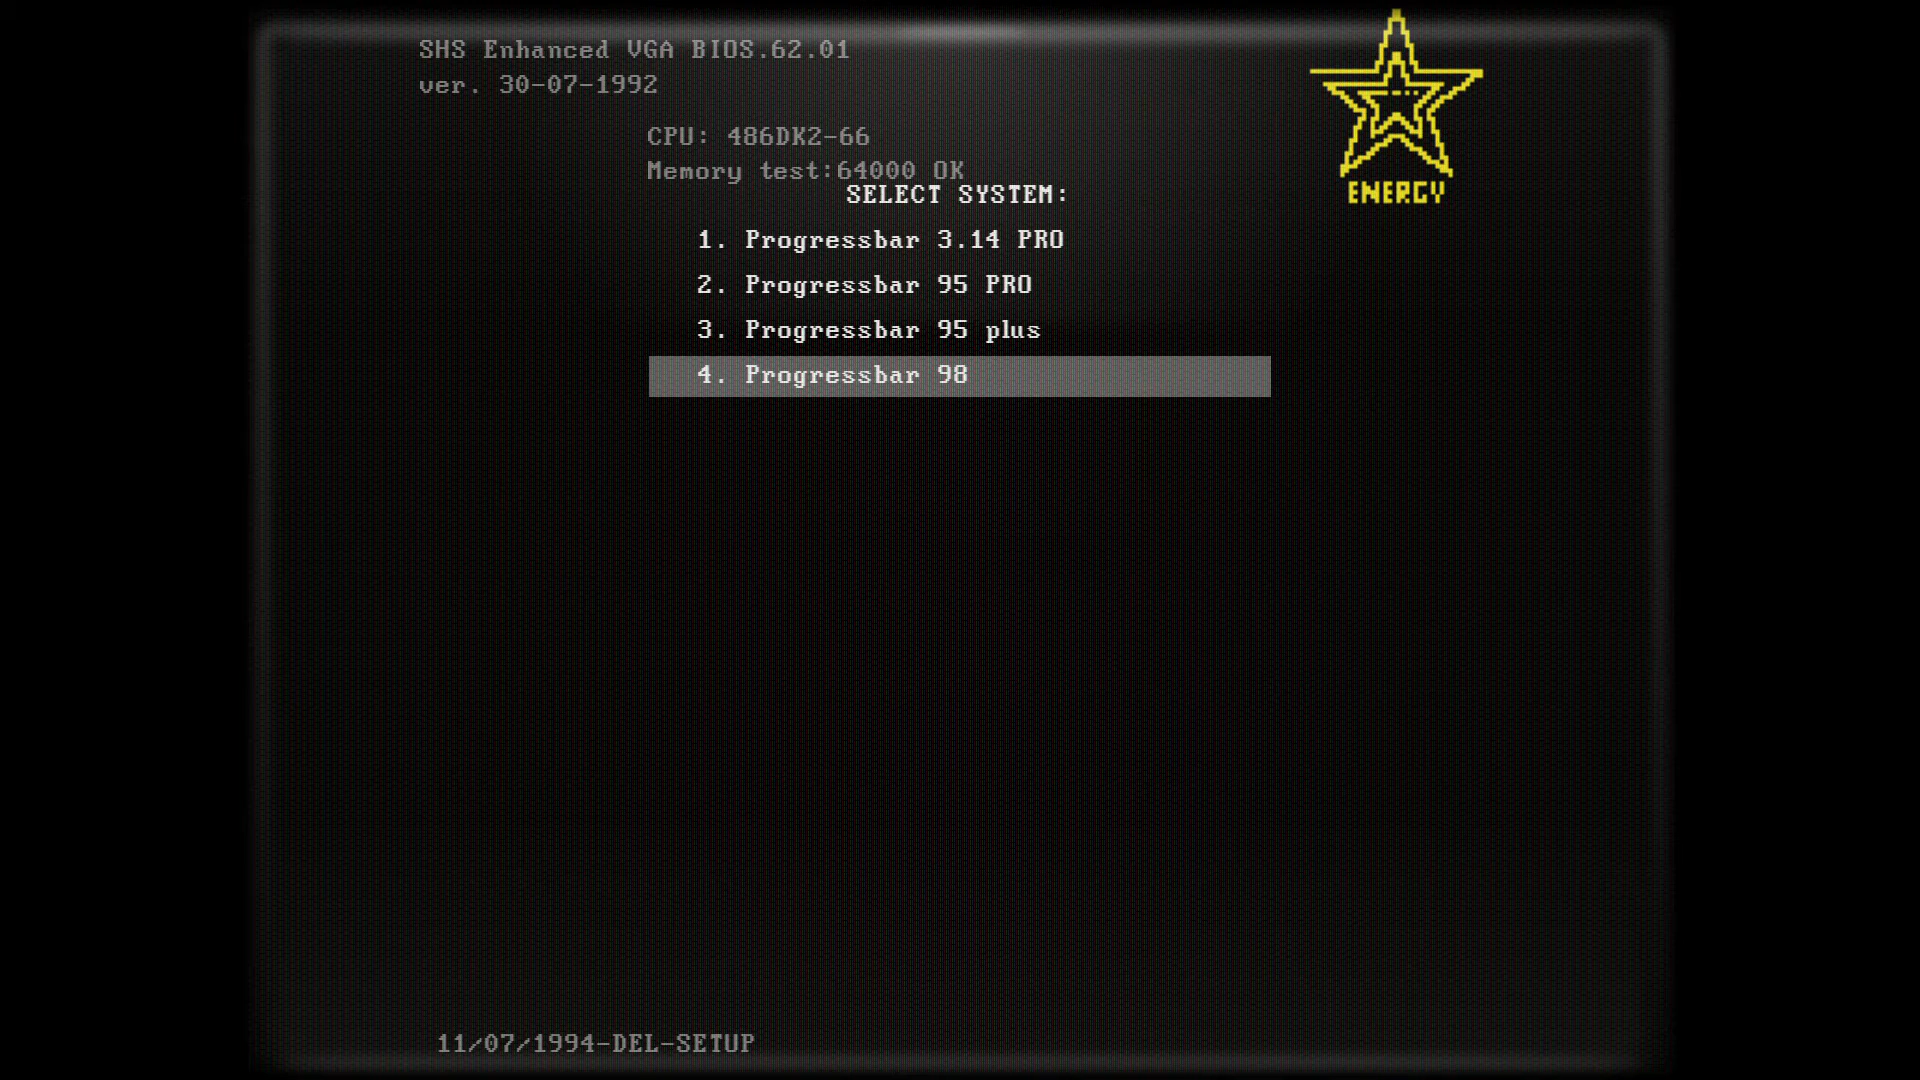 SHS Enhanced VGA BIOS.62.01
ver. 30-07-1992
CPU: 486DK2-66
Memory test:64000 OK
ENERGY
SELECT SYSTEM:
1. Progressbar 3.14 PRO
2. Progressbar 95 PRO
3. Progressbar 95 plus
4. Progressbar 98
11/07/1994-DEL-SETUP